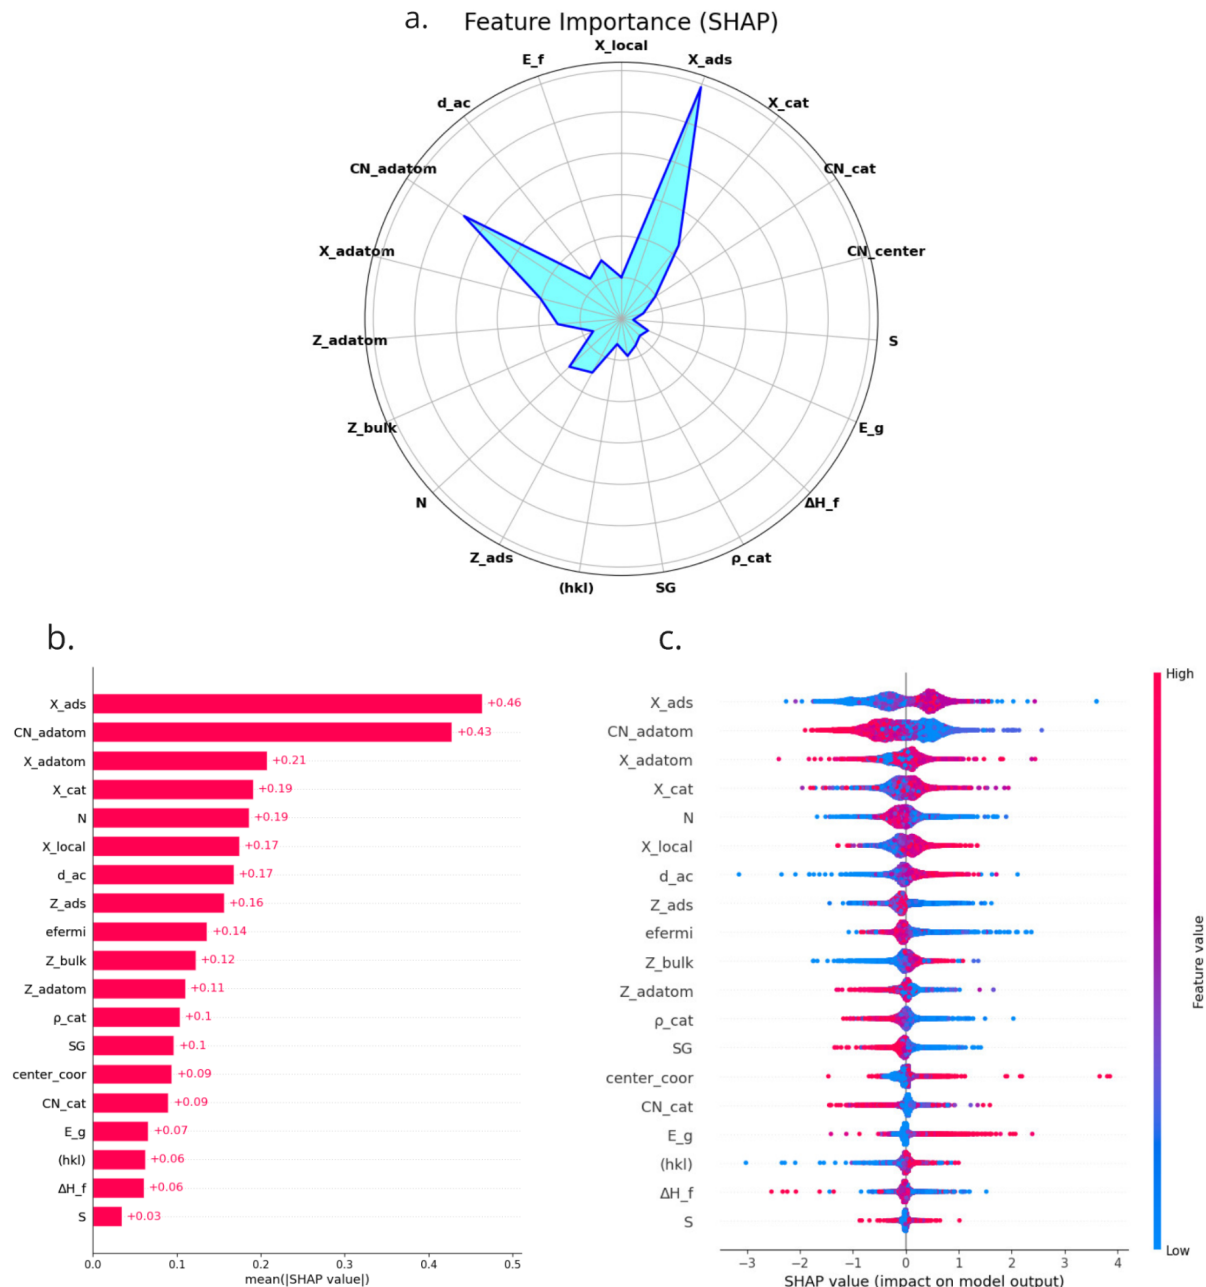 a. Feature Importance (SHAP)
X_local
E_f
X_ads
d_ac
X_cat
CN_adatom
CN_cat
X_adatom
CN_center
Z_adatom
S
Z_bulk
E_g
N
ΔH_f
Z_ads
ρ_cat
(hkl)
SG
b.
X_ads +0.46
CN_adatom +0.43
X_adatom +0.21
X_cat +0.19
N +0.19
X_local +0.17
d_ac +0.17
Z_ads +0.16
efermi +0.14
Z_bulk +0.12
Z_adatom +0.11
ρ_cat +0.1
SG +0.1
center_coor +0.09
CN_cat +0.09
E_g +0.07
(hkl) +0.06
ΔH_f +0.06
S +0.03
0.0 0.1 0.2 0.3 0.4 0.5
mean(|SHAP value|)
c.
High
X_ads
CN_adatom
X_adatom
X_cat
N
X_local
d_ac
Z_ads
efermi
Z_bulk
Z_adatom
ρ_cat
SG
center_coor
CN_cat
E_g
(hkl)
ΔH_f
S
Low
Feature value
−3 −2 −1 0 1 2 3 4
SHAP value (impact on model output)